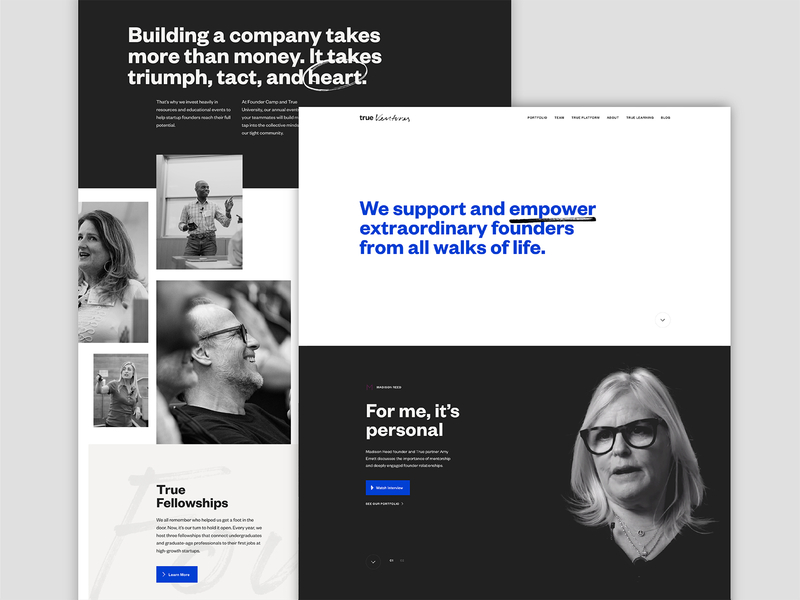 Building a company takes
more than money. It takes
triumph, tact, and heart.
That's why we invest heavily in
resources and educational events to
help startup founders reach their full
potential.
At Founder Camp and True
University, our annual events
your teammates will build
tap into the collective
our tight community.
True
Fellowships
We all remember who helped us get a foot in the
door. Now, it's our turn to hold it open. Every year, we
host three fellowships that connect undergraduates
and graduate-age professionals to their first jobs at
high-growth startups.
Learn More
true Ventures
PORTFOLIO TEAM TRUE PLATFORM ABOUT TRUE LEARNING BLOG
We support and empower
extraordinary founders
from all walks of life.
MADISON REED
For me, it's
personal
Madison Reed founder and True partner Amy
Errett discusses the importance of mentorship
and deeply engaged founder relationships.
Watch Interview
SEE OUR PORTFOLIO